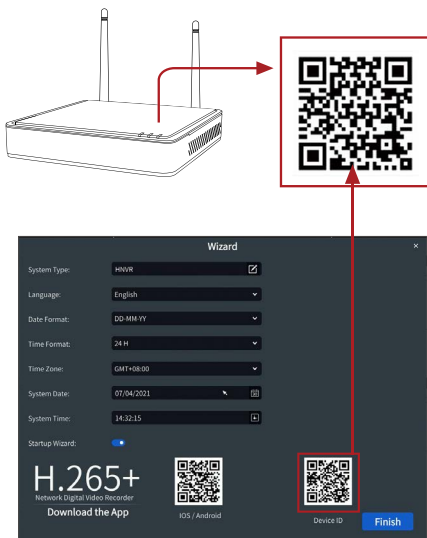 Wizard
×
System Type: HNVR
Language: English
Date Format: DD-MM-YY
Time Format: 24 H
Time Zone: GMT+08:00
System Date: 07/04/2021
System Time: 14:32:15
Startup Wizard:
H.265+
Network Digital Video Recorder
Download the App
IOS / Android
Device ID
Finish